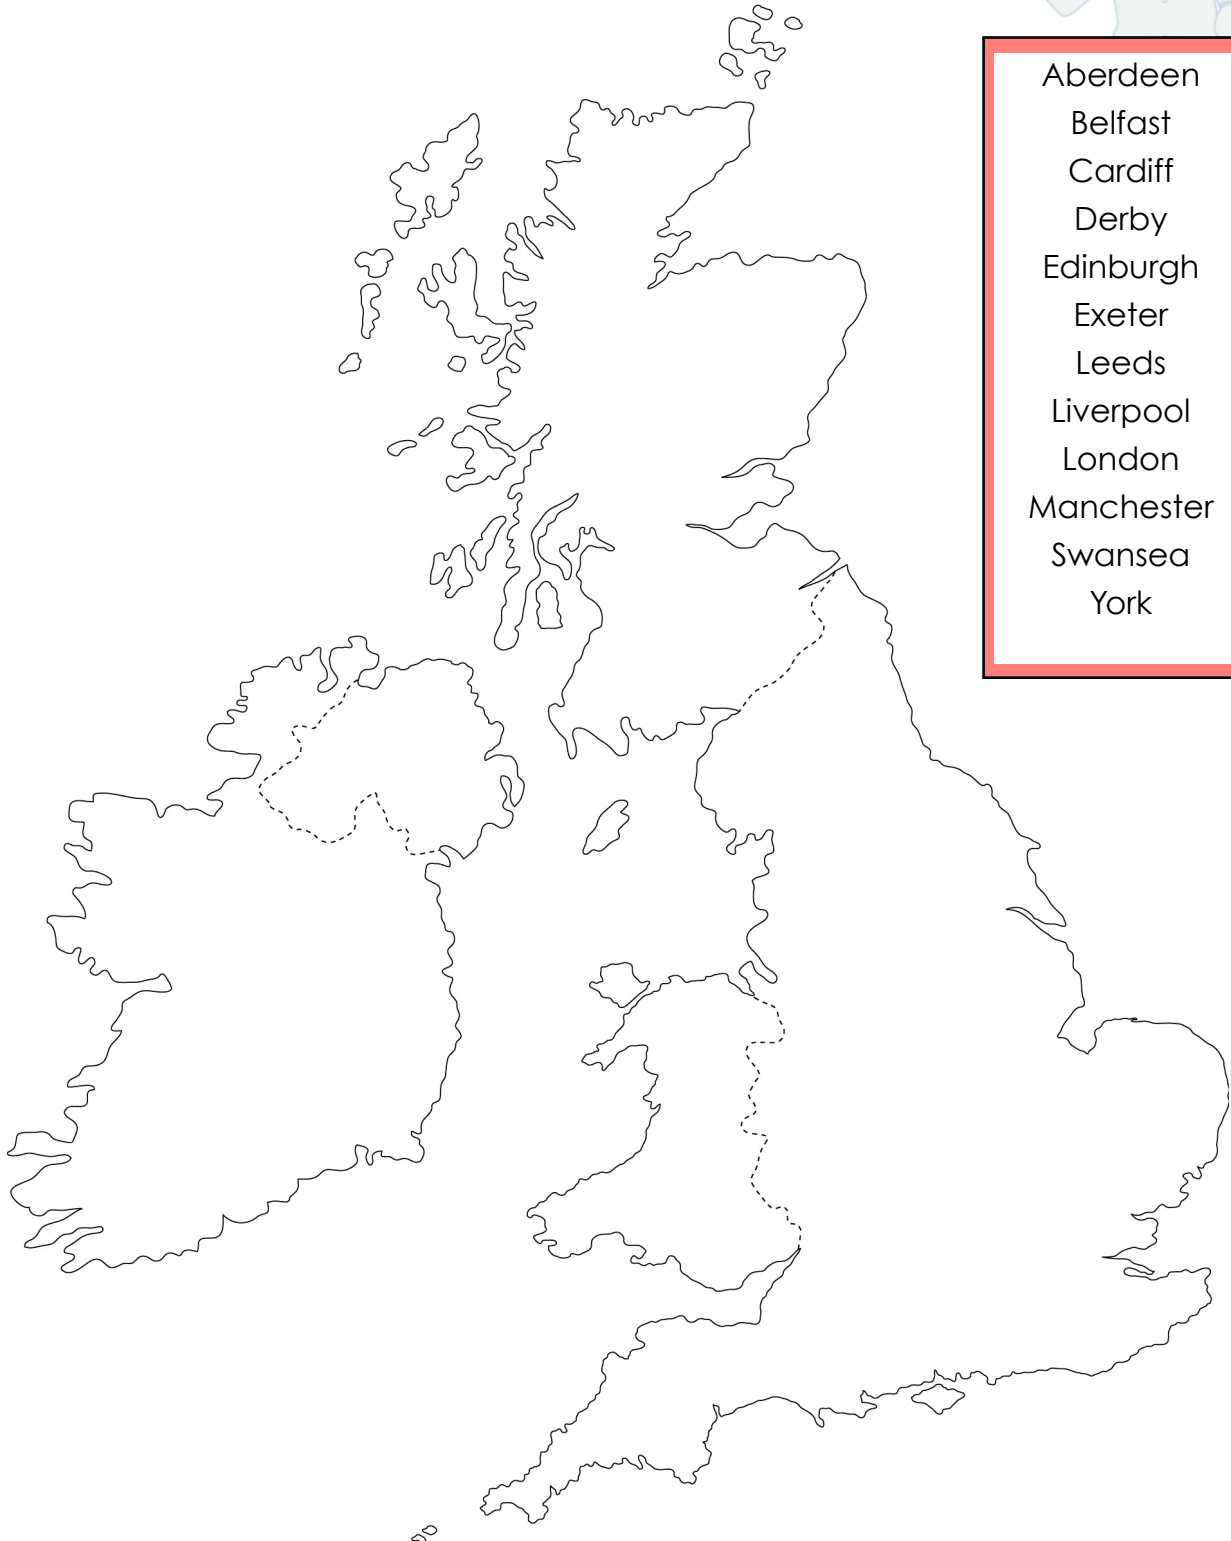 Aberdeen
Belfast
Cardiff
Derby
Edinburgh
Exeter
Leeds
Liverpool
London
Manchester
Swansea
York